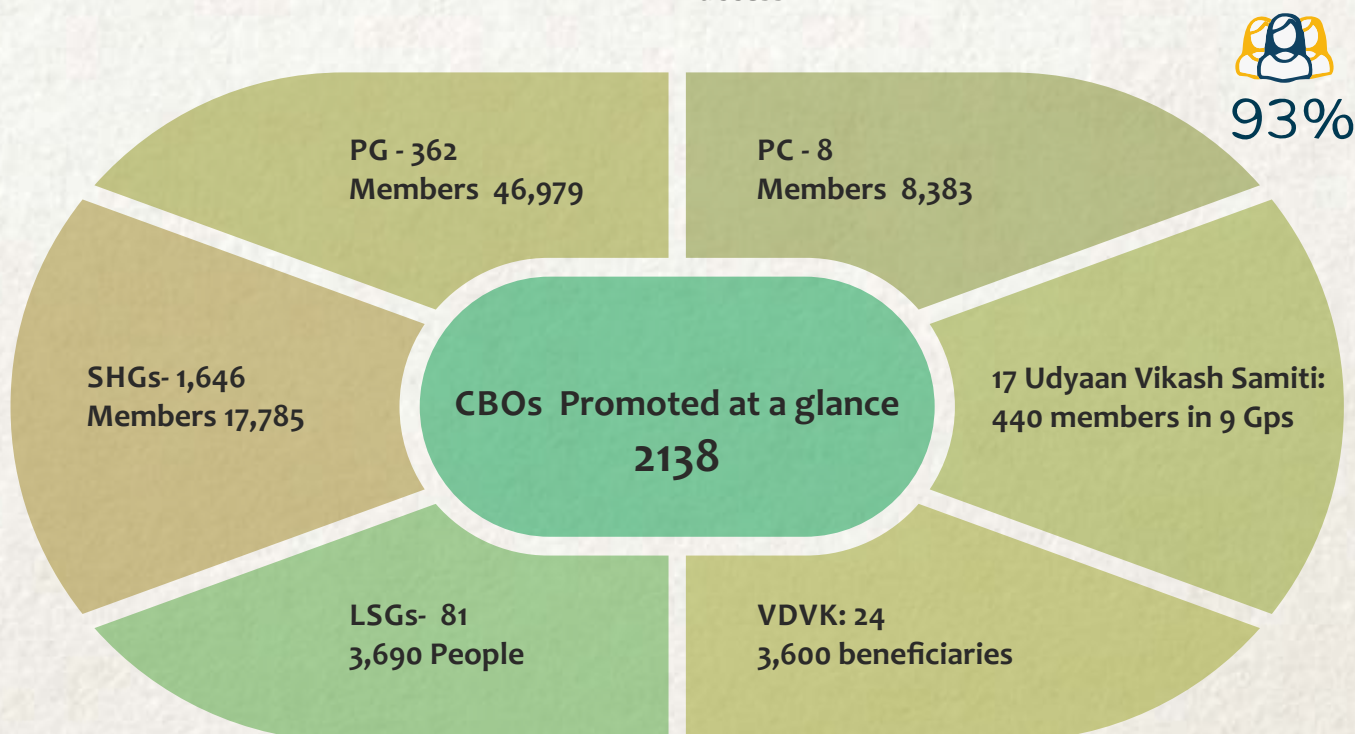 93%
PG - 362
Members 46,979
PC - 8
Members 8,383
SHGs- 1,646
Members 17,785
CBOs Promoted at a glance
2138
17 Udyaan Vikash Samiti:
440 members in 9 Gps
LSGs- 81
3,690 People
VDVK: 24
3,600 beneficiaries